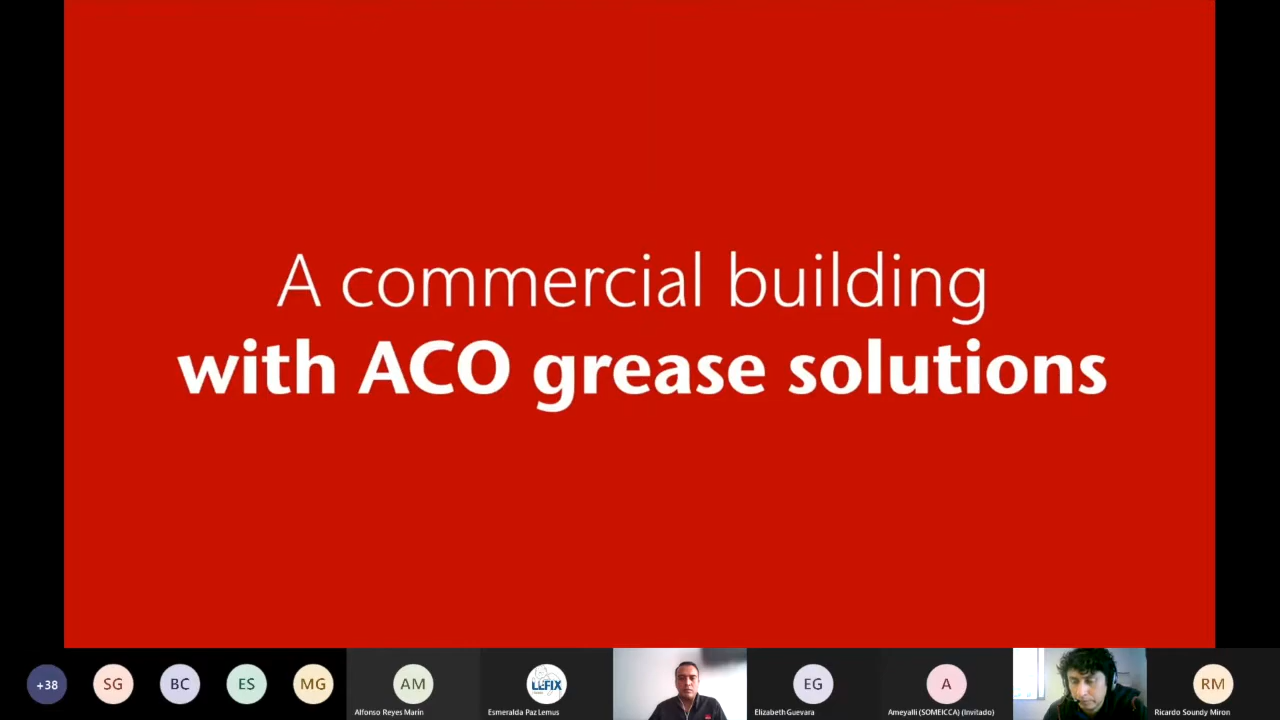 A commercial building
with ACO grease solutions
+38
SG
BC
ES
MG
AM
LEFIX
EG
A
RM
Alfonso Reyes Marin
Esmeralda Paz Lemus
Elizabeth Guevara
Ameyalli (SOMEICCA) (Invitado)
Ricardo Soundy Miron